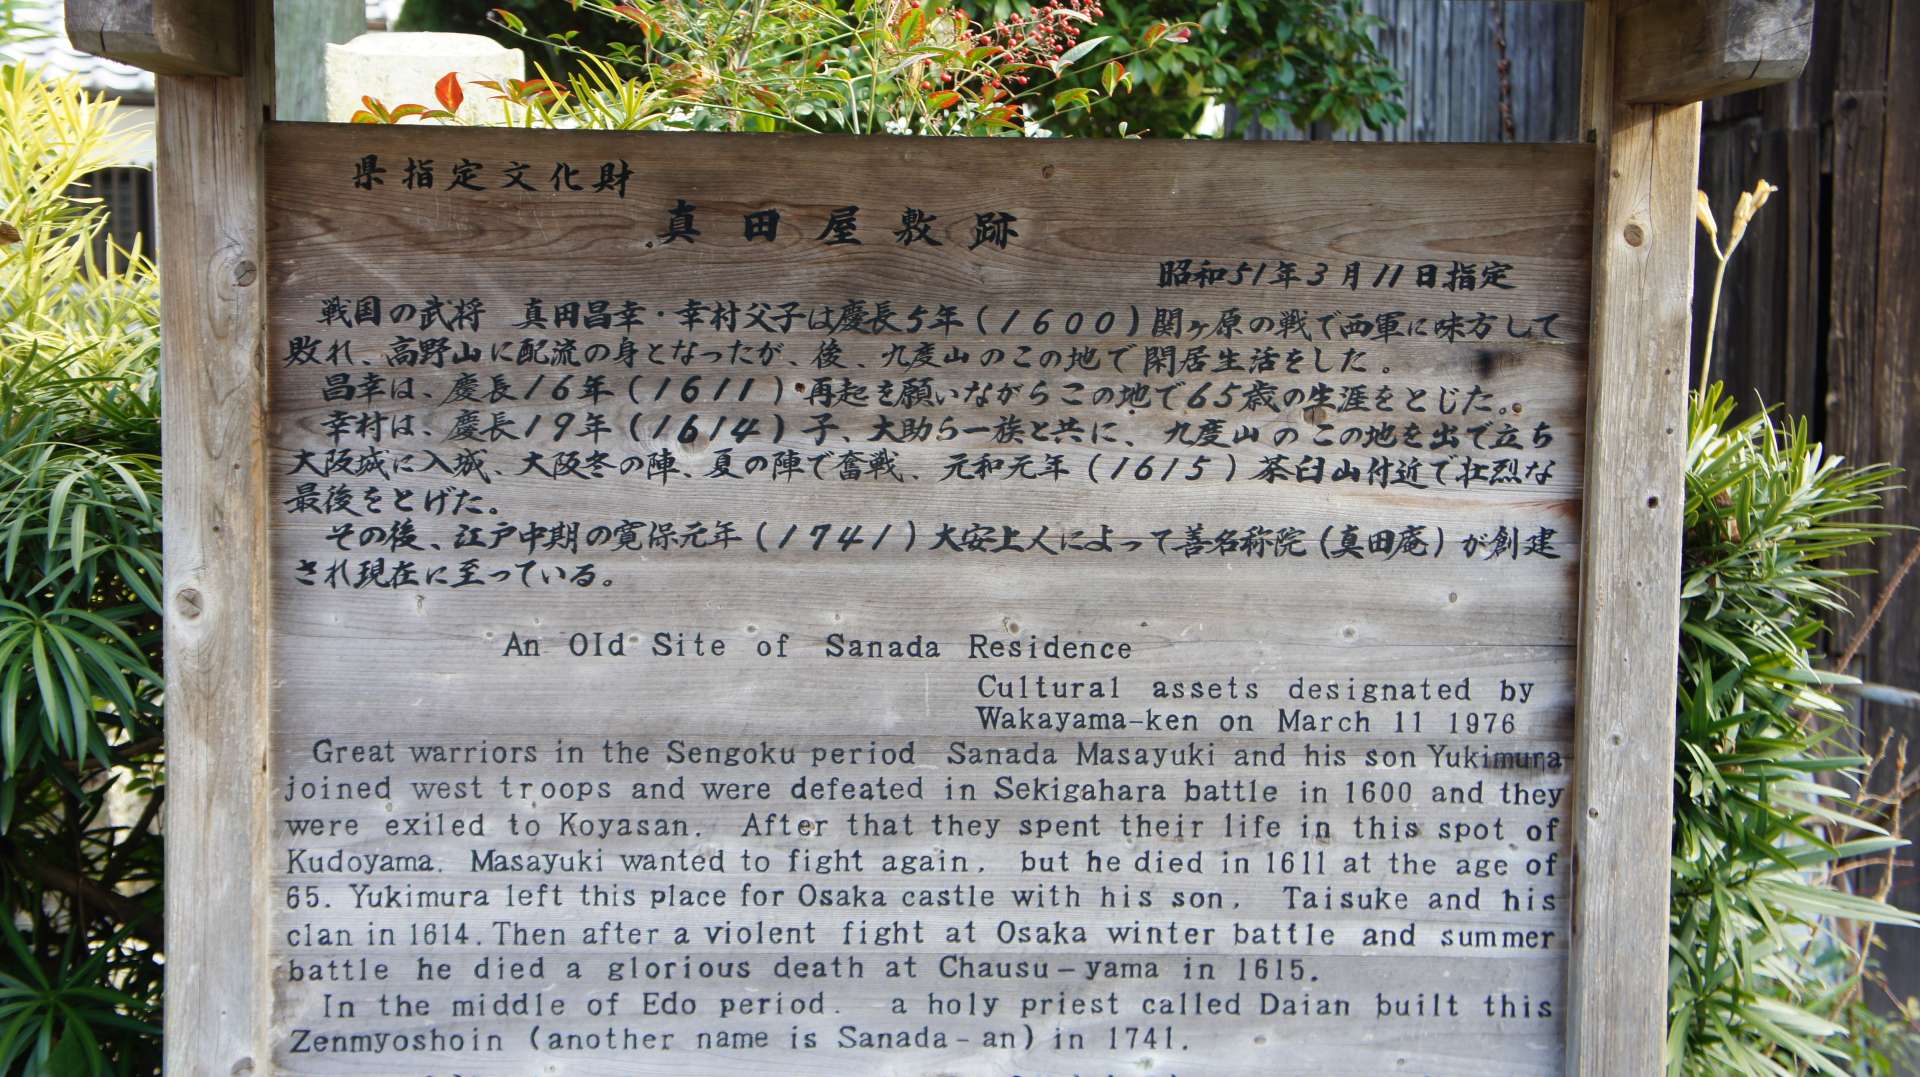 県指定文化財
真田屋敷跡
昭和51年3月11日指定
戦国の武将 真田昌幸・幸村父子は慶長5年(1600)関ヶ原の戦で西軍に味方して
敗れ、高野山に配流の身となったが、後、九度山のこの地で閑居生活をした。
昌幸は、慶長16年(1611)再起を願いながらこの地で65歳の生涯をとじた。
幸村は、慶長19年(1614)子、大助ら一族と共に、九度山のこの地を出で立ち
大阪城に入城、大阪冬の陣、夏の陣で奮戦、元和元年(1615)茶臼山付近で壮烈な
最後をとげた。
その後、江戸中期の寛保元年(1741)大安上人によって善名称院(真田庵)が創建
され現在に至っている。
An Old Site of Sanada Residence
Cultural assets designated by
Wakayama-ken on March 11 1976
Great warriors in the Sengoku period Sanada Masayuki and his son Yukimura
joined west troops and were defeated in Sekigahara battle in 1600 and they
were exiled to Koyasan. After that they spent their life in this spot of
Kudoyama. Masayuki wanted to fight again, but he died in 1611 at the age of
65. Yukimura left this place for Osaka castle with his son, Taisuke and his
clan in 1614. Then after a violent fight at Osaka winter battle and summer
battle he died a glorious death at Chausu-yama in 1615.
In the middle of Edo period. a holy priest called Daian built this
Zenmyoshoin (another name is Sanada-an) in 1741.